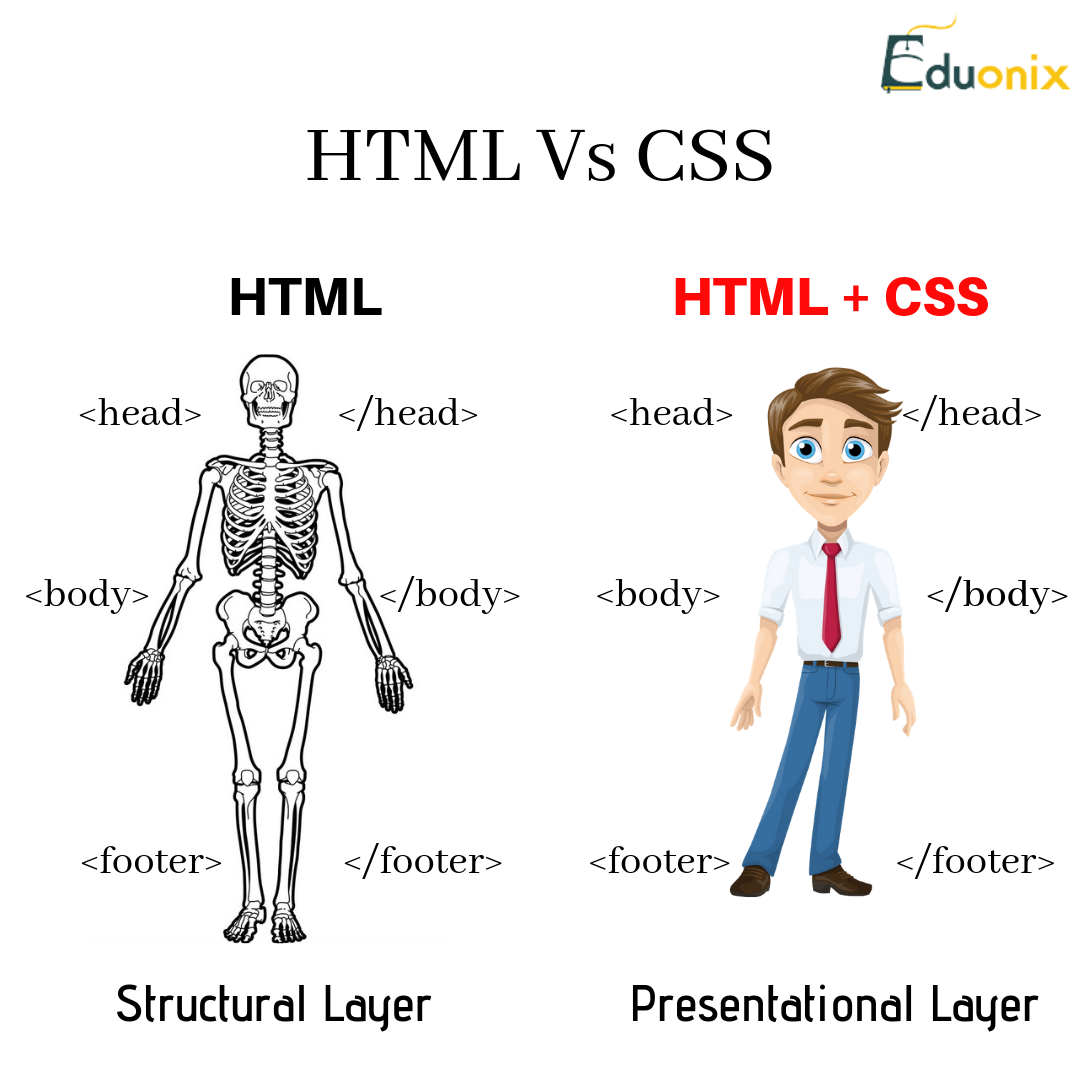 Eduonix
HTML Vs CSS
HTML
HTML + CSS
<head> </head>
<head> </head>
<body> </body>
<body> </body>
<footer> </footer>
<footer> </footer>
Structural Layer
Presentational Layer